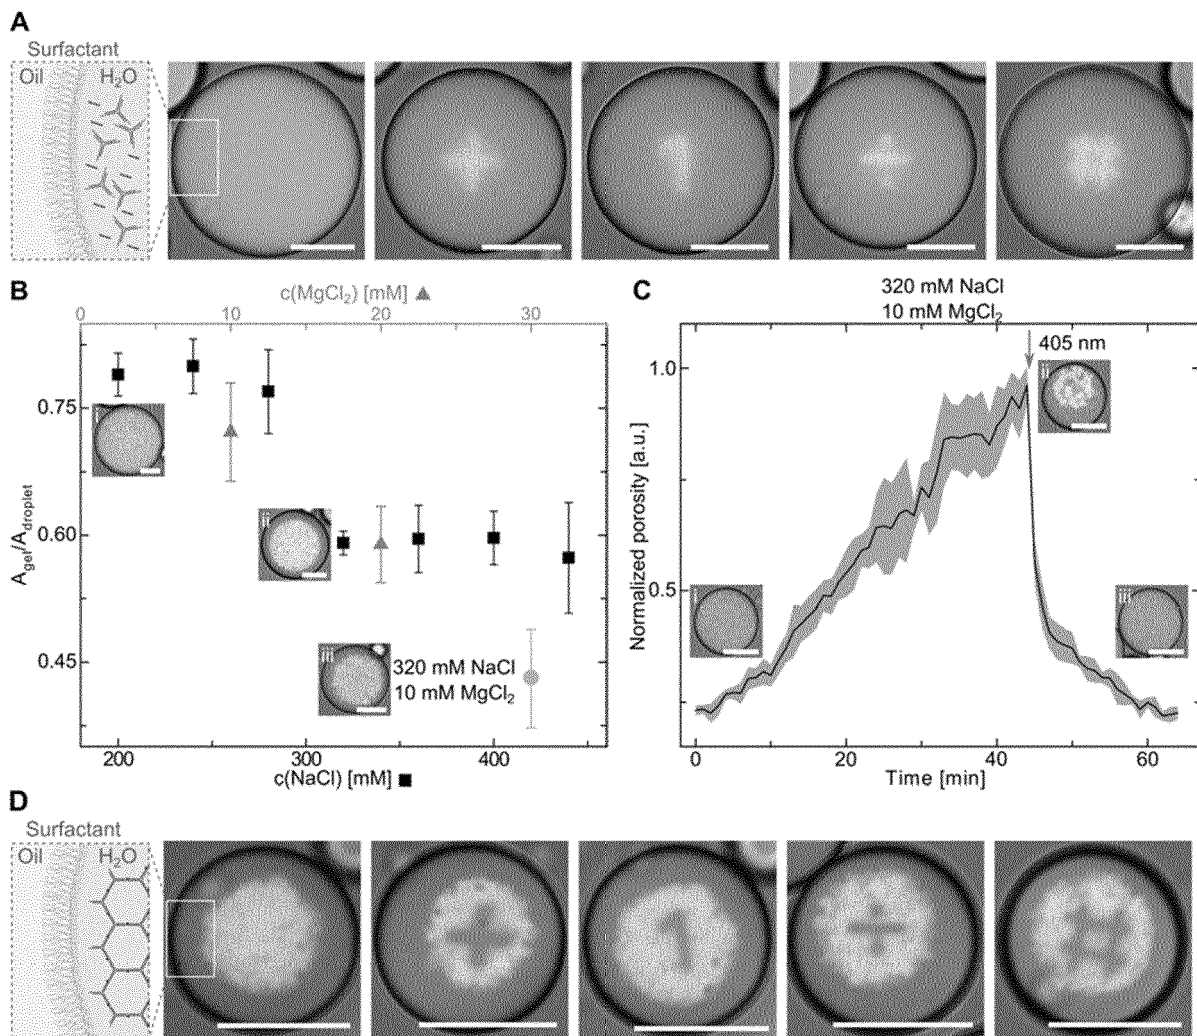 A
Surfactant
Oil H₂O
B
c(MgCl₂) [mM] ▲
0 10 20 30
0.75
0.60
0.45
A_gel/A_droplet
i
ii
iii
320 mM NaCl
10 mM MgCl₂
200 300 400
c(NaCl) [mM] ■
C
320 mM NaCl
10 mM MgCl₂
405 nm
1.0
0.5
Normalized porosity [a.u.]
i
ii
iii
0 20 40 60
Time [min]
D
Surfactant
Oil H₂O